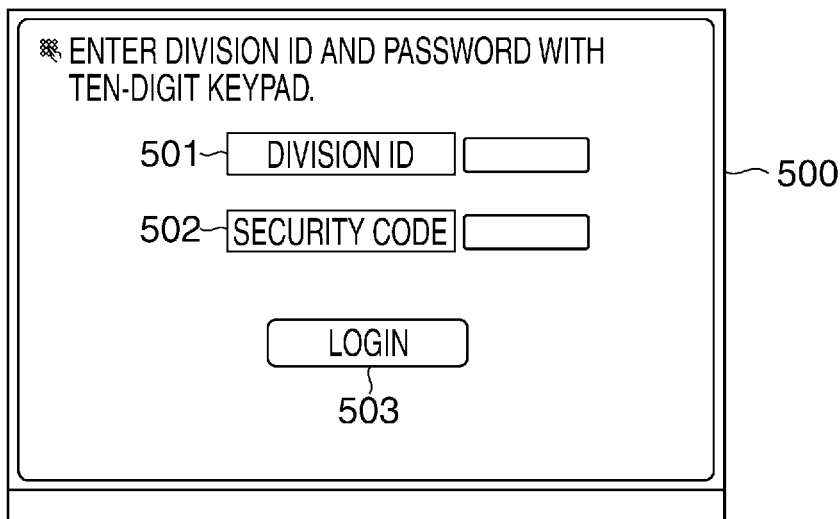 ENTER DIVISION ID AND PASSWORD WITH
TEN-DIGIT KEYPAD.
501 DIVISION ID
500
502 SECURITY CODE
LOGIN
503